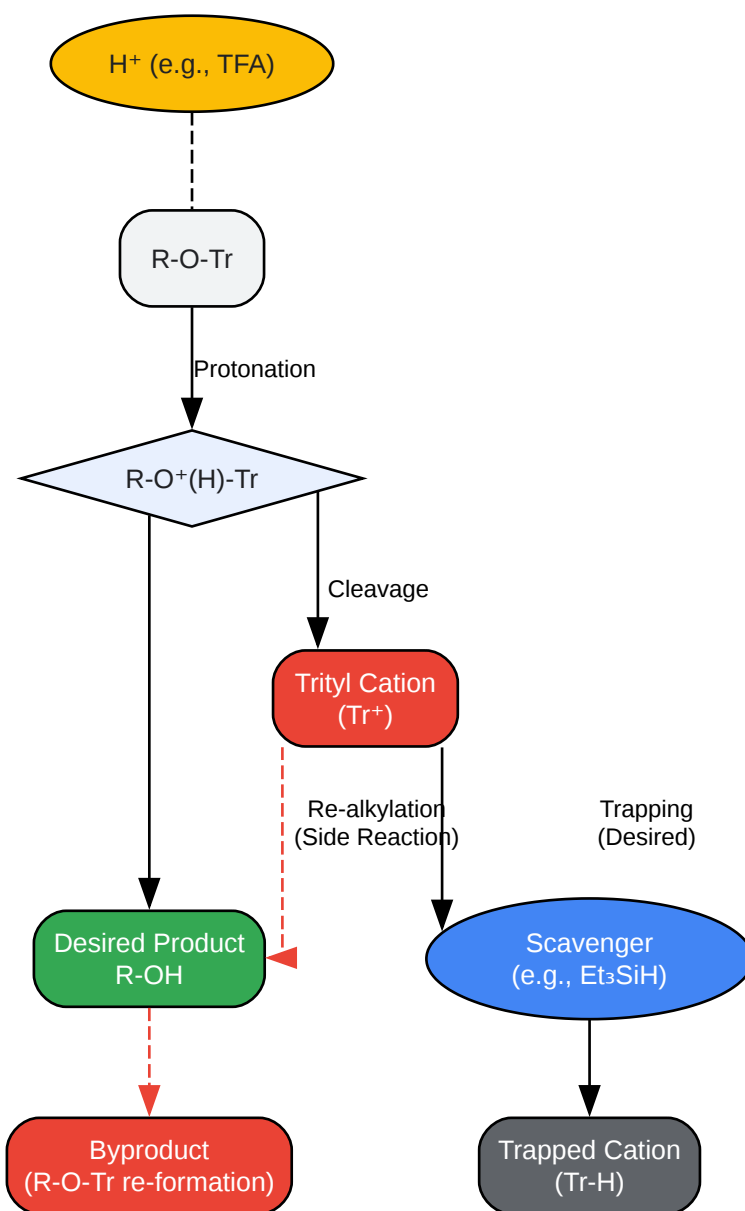 H⁺ (e.g., TFA)
R-O-Tr
Protonation
R-O⁺(H)-Tr
Cleavage
Trityl Cation
(Tr⁺)
Re-alkylation
(Side Reaction)
Trapping
(Desired)
Desired Product
R-OH
Scavenger
(e.g., Et₃SiH)
Byproduct
(R-O-Tr re-formation)
Trapped Cation
(Tr-H)